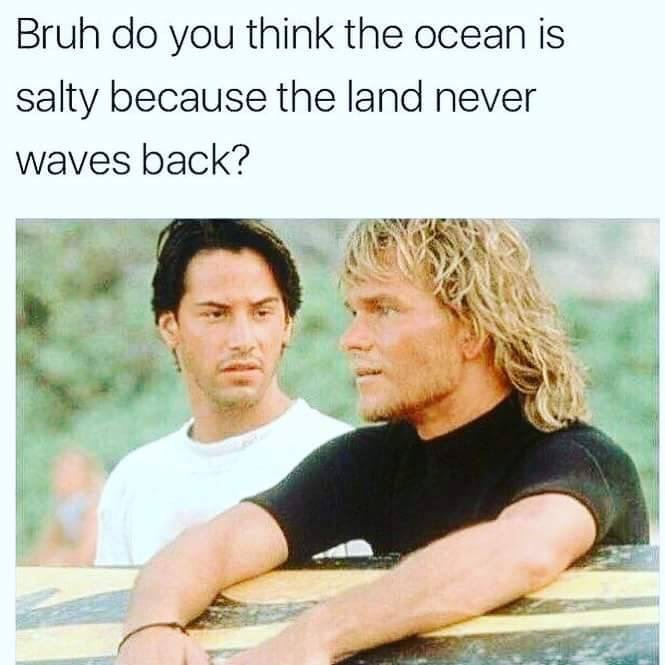 Bruh do you think the ocean is
salty because the land never
waves back?